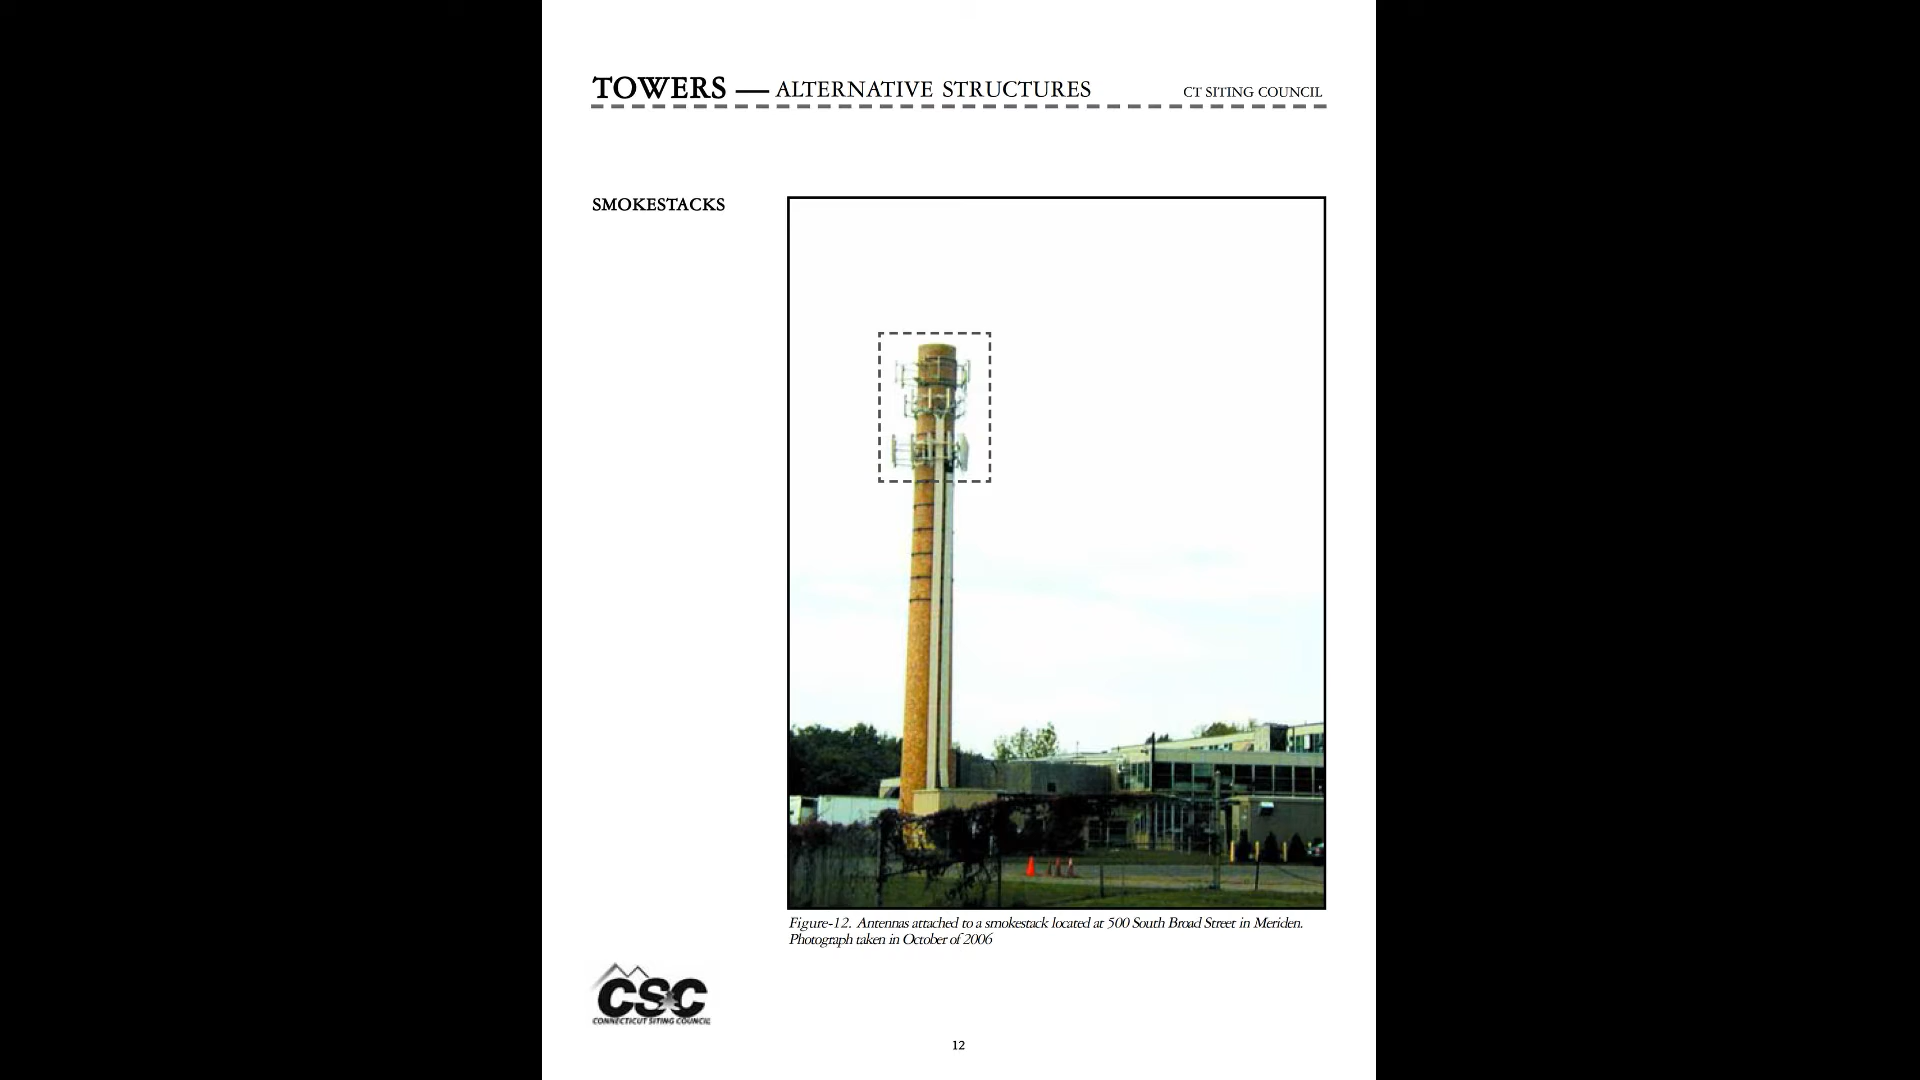 TOWERS — ALTERNATIVE STRUCTURES
CT SITING COUNCIL
SMOKESTACKS
Figure-12. Antennas attached to a smokestack located at 500 South Broad Street in Meriden.
Photograph taken in October of 2006
CSC
CONNECTICUT SITING COUNCIL
12